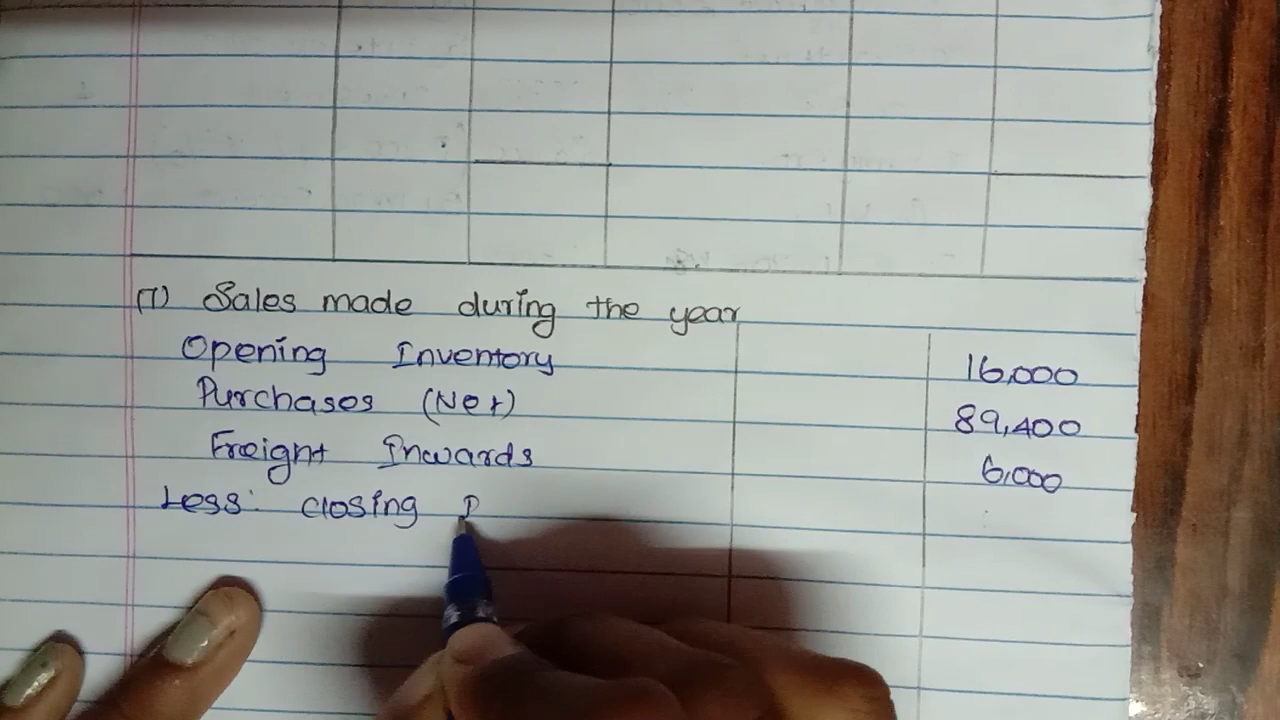 (7) Sales made during the year
Opening Inventory 16,000
Purchases (Net) 89,400
Freight Inwards 6,000
Less: closing